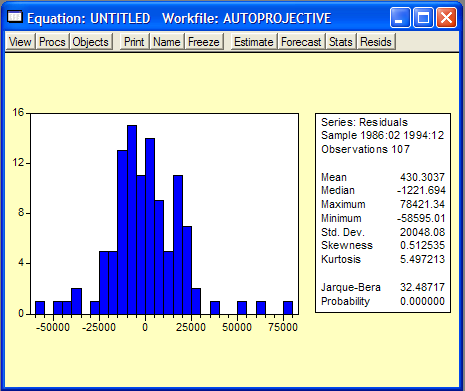 Equation: UNTITLED Workfile: AUTOPROJECTIVE
View Procs Objects Print Name Freeze Estimate Forecast Stats Resids
16
12
8
4
0
-50000 -25000 0 25000 50000 75000
Series: Residuals
Sample 1986:02 1994:12
Observations 107
Mean 430.3037
Median -1221.694
Maximum 78421.34
Minimum -58595.01
Std. Dev. 20048.08
Skewness 0.512535
Kurtosis 5.497213
Jarque-Bera 32.48717
Probability 0.000000